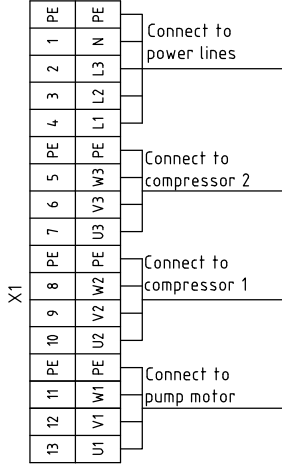 X1
PE PE
1 N
2 L3
3 L2
4 L1
Connect to
power lines
PE PE
5 W3
6 V3
7 U3
Connect to
compressor 2
PE PE
8 W2
9 V2
10 U2
Connect to
compressor 1
PE PE
11 W1
12 V1
13 U1
Connect to
pump motor